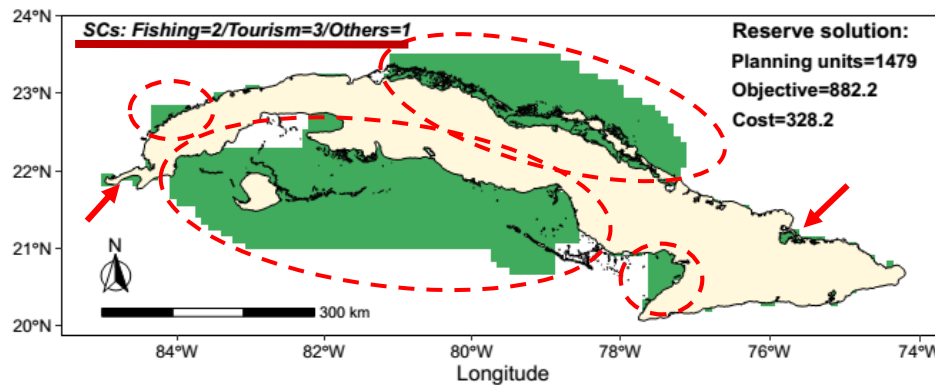 SCs: Fishing=2/Tourism=3/Others=1
Reserve solution:
Planning units=1479
Objective=882.2
Cost=328.2
24°N
23°N
22°N
21°N
20°N
N
300 km
84°W
82°W
80°W
78°W
76°W
74°W
Longitude